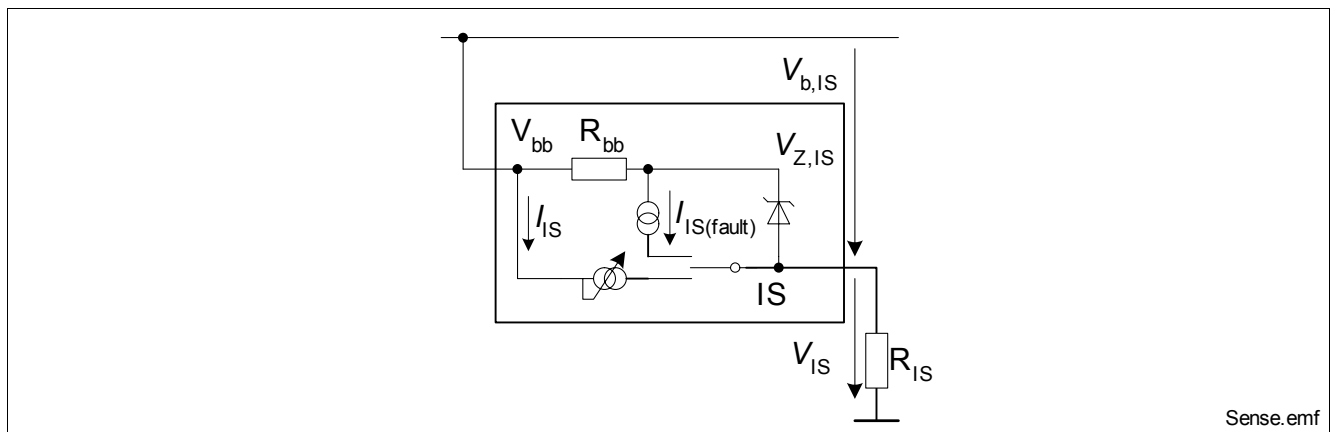 V_b,IS
V_bb R_bb V_Z,IS
I_IS I_IS(fault)
IS
V_IS R_IS
Sense.emf